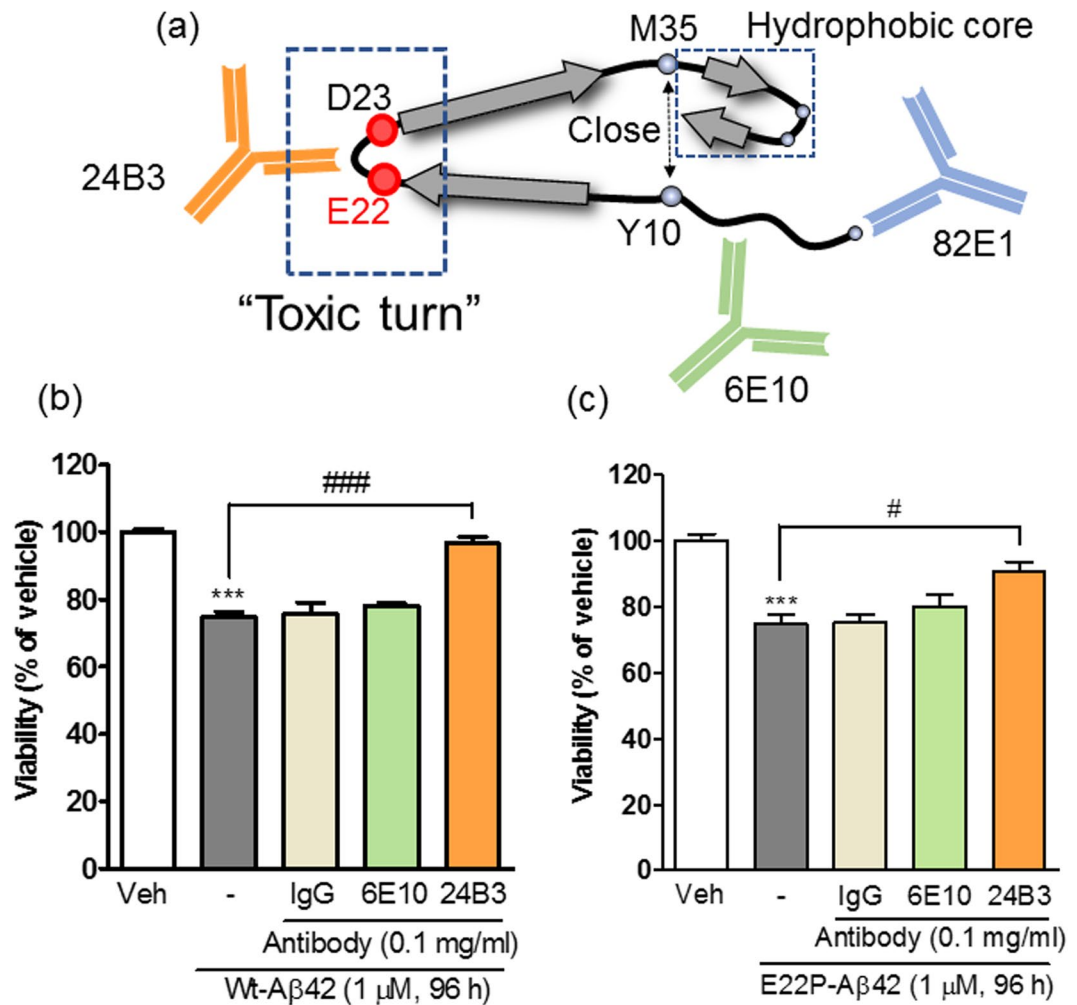 (a)
M35
Hydrophobic core
D23
Close
24B3
E22
Y10
82E1
“Toxic turn”
6E10
(b)
Viability (% of vehicle)
120
100
80
60
40
20
0
###
***
Veh
-
IgG
6E10
24B3
Antibody (0.1 mg/ml)
Wt-Aβ42 (1 μM, 96 h)
(c)
Viability (% of vehicle)
120
100
80
60
40
20
0
#
***
Veh
-
IgG
6E10
24B3
Antibody (0.1 mg/ml)
E22P-Aβ42 (1 μM, 96 h)